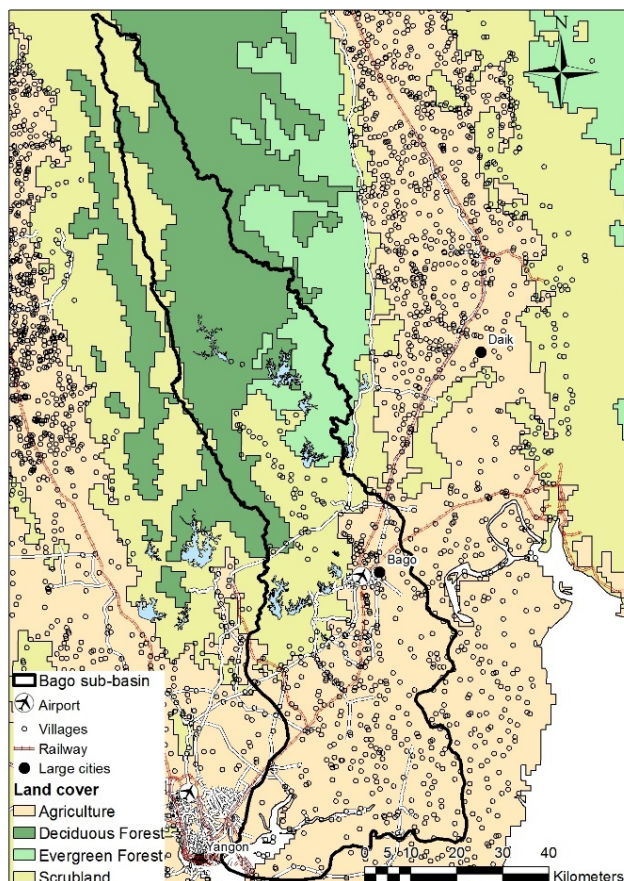 N
Daik
Bago
Bago sub-basin
Airport
Villages
Railway
Large cities
Land cover
Agriculture
Deciduous Forest
Evergreen Forest
Scrubland
Yangon
0 5 10 20 30 40
Kilometers